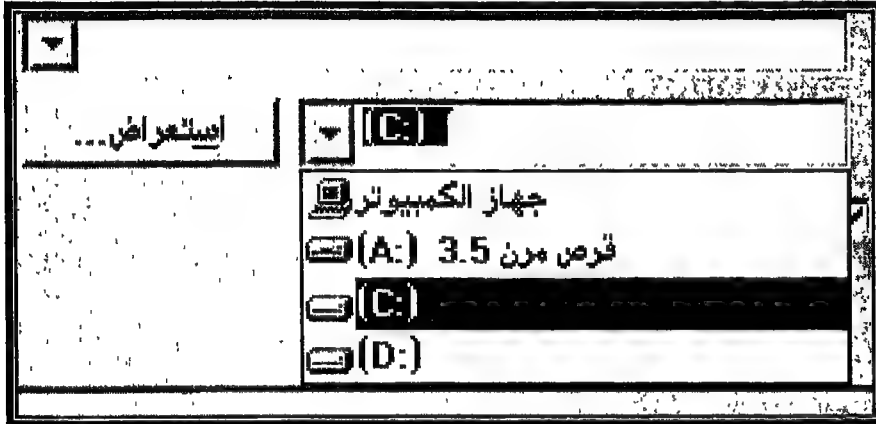 (C:)
استعراض...
جهاز الكمبيوتر
قرص مرن 3.5 (A:)
(C:)
(D:)